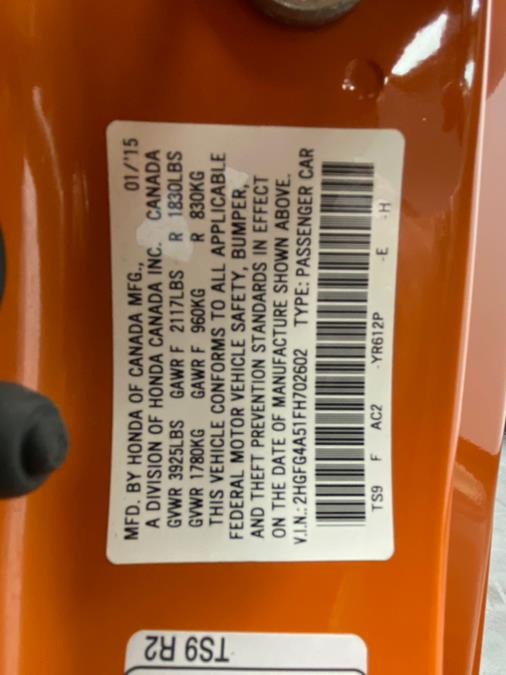 MFD. BY HONDA OF CANADA MFG., 01/'15
A DIVISION OF HONDA CANADA INC. CANADA
GVWR 3925LBS GAWR F 2117LBS R 1830LBS
GVWR 1780KG GAWR F 960KG R 830KG
THIS VEHICLE CONFORMS TO ALL APPLICABLE
FEDERAL MOTOR VEHICLE SAFETY, BUMPER,
AND THEFT PREVENTION STANDARDS IN EFFECT
ON THE DATE OF MANUFACTURE SHOWN ABOVE.
V.I.N.: 2HGFG4A51FH702602 TYPE: PASSENGER CAR
TS9 F AC2 -YR612P -E -H
TS9 R2